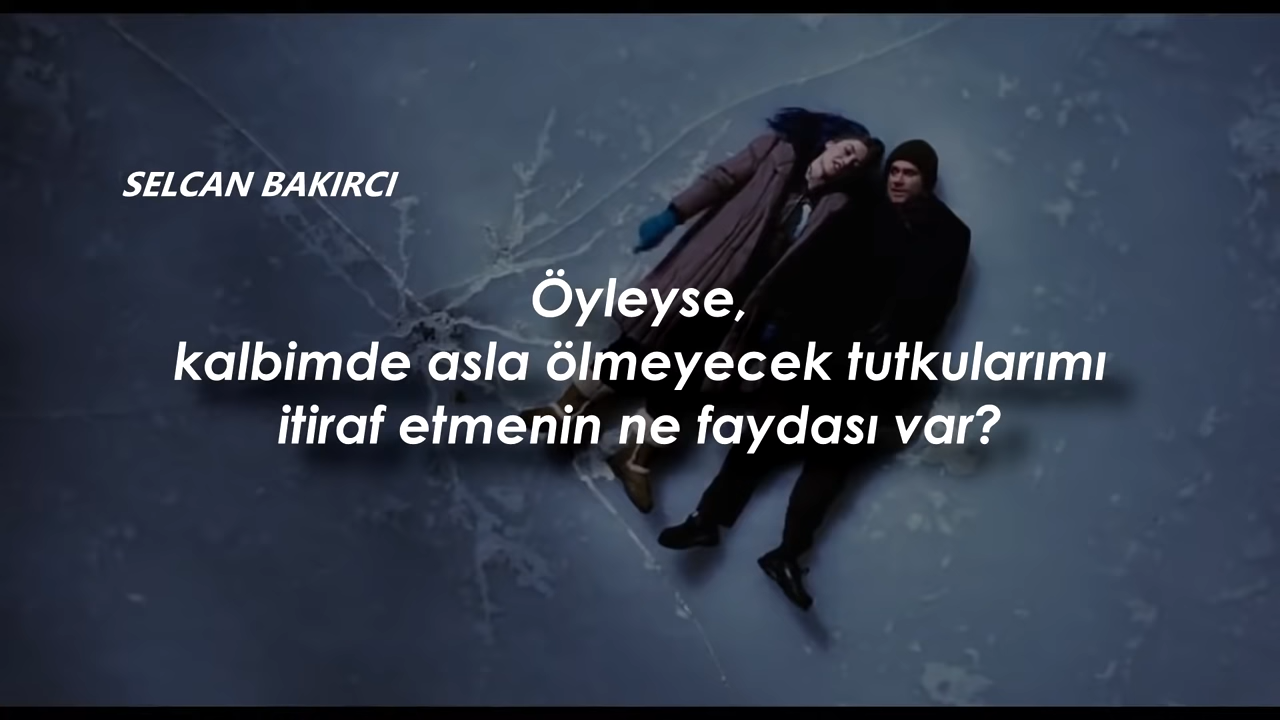 SELCAN BAKIRCI
Öyleyse,
kalbimde asla ölmeyecek tutkularımı
itiraf etmenin ne faydası var?